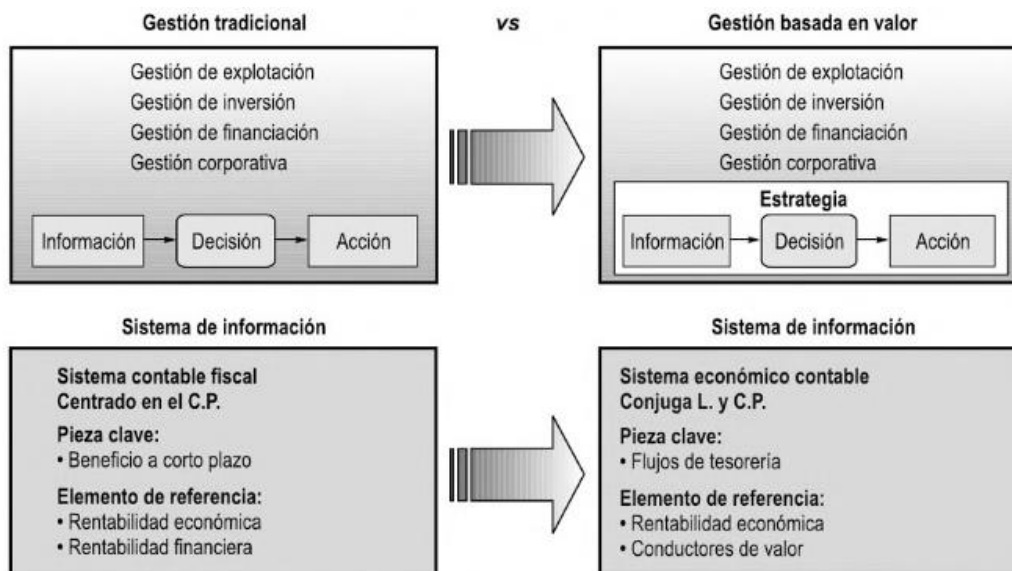 Gestión tradicional
vs
Gestión basada en valor
Gestión de explotación
Gestión de inversión
Gestión de financiación
Gestión corporativa
Información
Decisión
Acción
Gestión de explotación
Gestión de inversión
Gestión de financiación
Gestión corporativa
Estrategia
Información
Decisión
Acción
Sistema de información
Sistema contable fiscal
Centrado en el C.P.
Pieza clave:
• Beneficio a corto plazo
Elemento de referencia:
• Rentabilidad económica
• Rentabilidad financiera
Sistema de información
Sistema económico contable
Conjuga L. y C.P.
Pieza clave:
• Flujos de tesorería
Elemento de referencia:
• Rentabilidad económica
• Conductores de valor